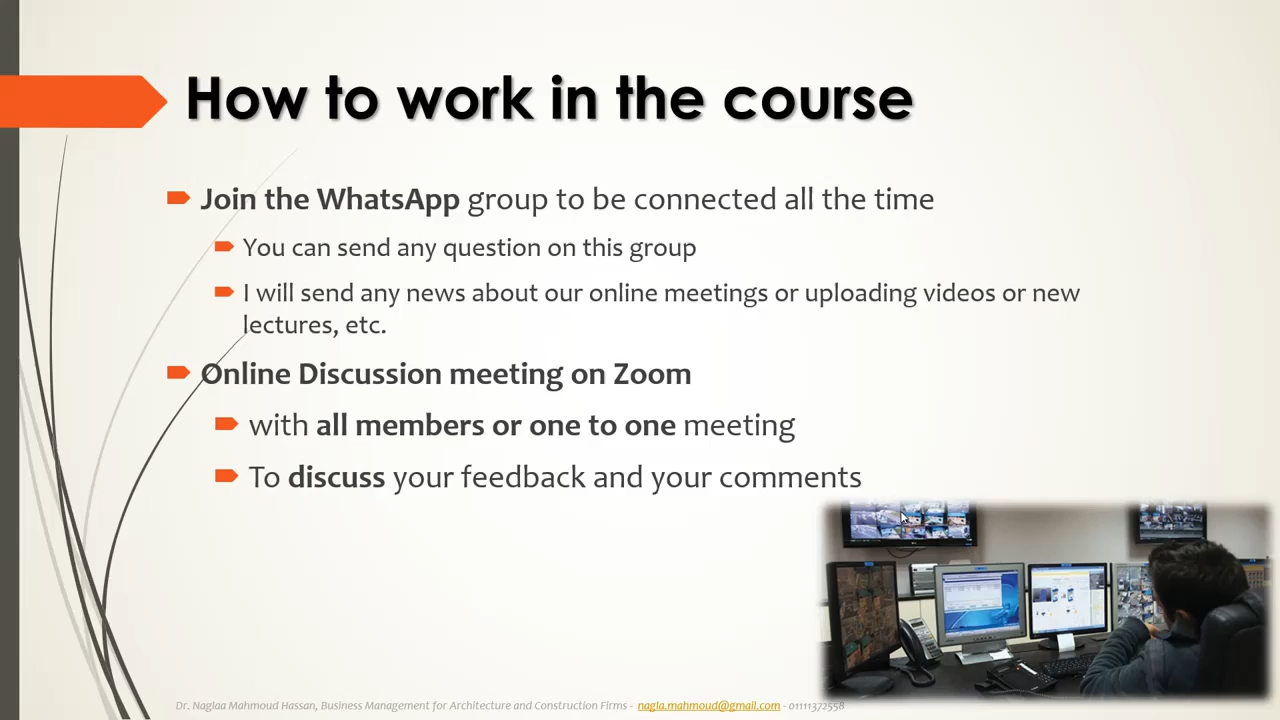 How to work in the course
Join the WhatsApp group to be connected all the time
You can send any question on this group
I will send any news about our online meetings or uploading videos or new
lectures, etc.
Online Discussion meeting on Zoom
with all members or one to one meeting
To discuss your feedback and your comments
Dr. Naglaa Mahmoud Hassan, Business Management for Architecture and Construction Firms - nagla.mahmoud@gmail.com - 01111372558